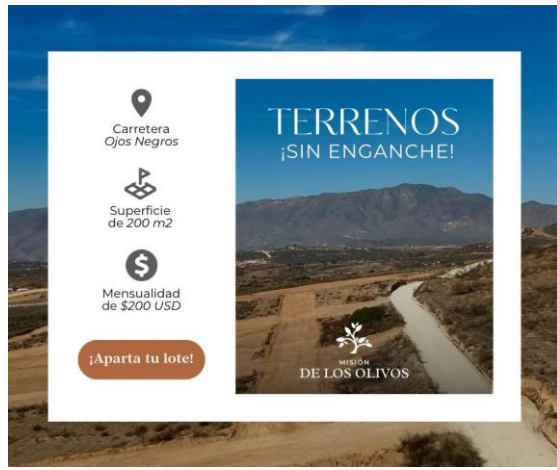 Carretera
Ojos Negros
Superficie
de 200 m2
Mensualidad
de $200 USD
¡Aparta tu lote!
TERRENOS
¡SIN ENGANCHE!
MISIÓN
DE LOS OLIVOS